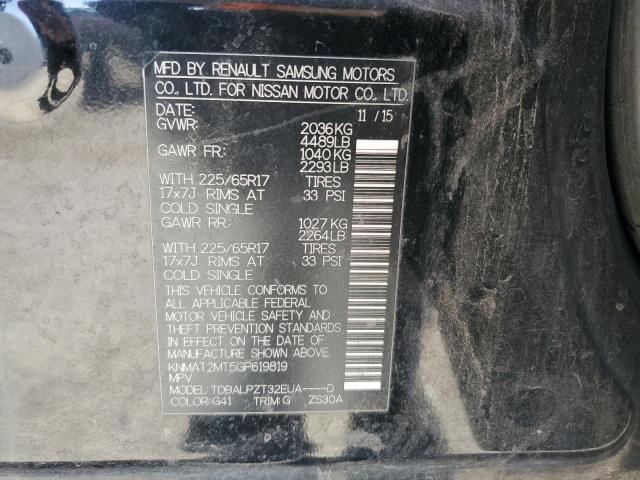 MFD BY RENAULT SAMSUNG MOTORS
CO., LTD. FOR NISSAN MOTOR CO., LTD.
DATE: 11 / 15
GVWR: 2036KG
4489LB
GAWR FR: 1040KG
2293LB
WITH 225/65R17 TIRES
17x7J RIMS AT 33 PSI
COLD SINGLE
GAWR RR: 1027KG
2264LB
WITH 225/65R17 TIRES
17x7J RIMS AT 33 PSI
COLD SINGLE
THIS VEHICLE CONFORMS TO
ALL APPLICABLE FEDERAL
MOTOR VEHICLE SAFETY AND
THEFT PREVENTION STANDARDS
IN EFFECT ON THE DATE OF
MANUFACTURE SHOWN ABOVE.
KNMAT2MT5GP619819
MPV
MODEL: TDBALPZT32EUA----D
COLOR:G41 TRIM:G ZS30A